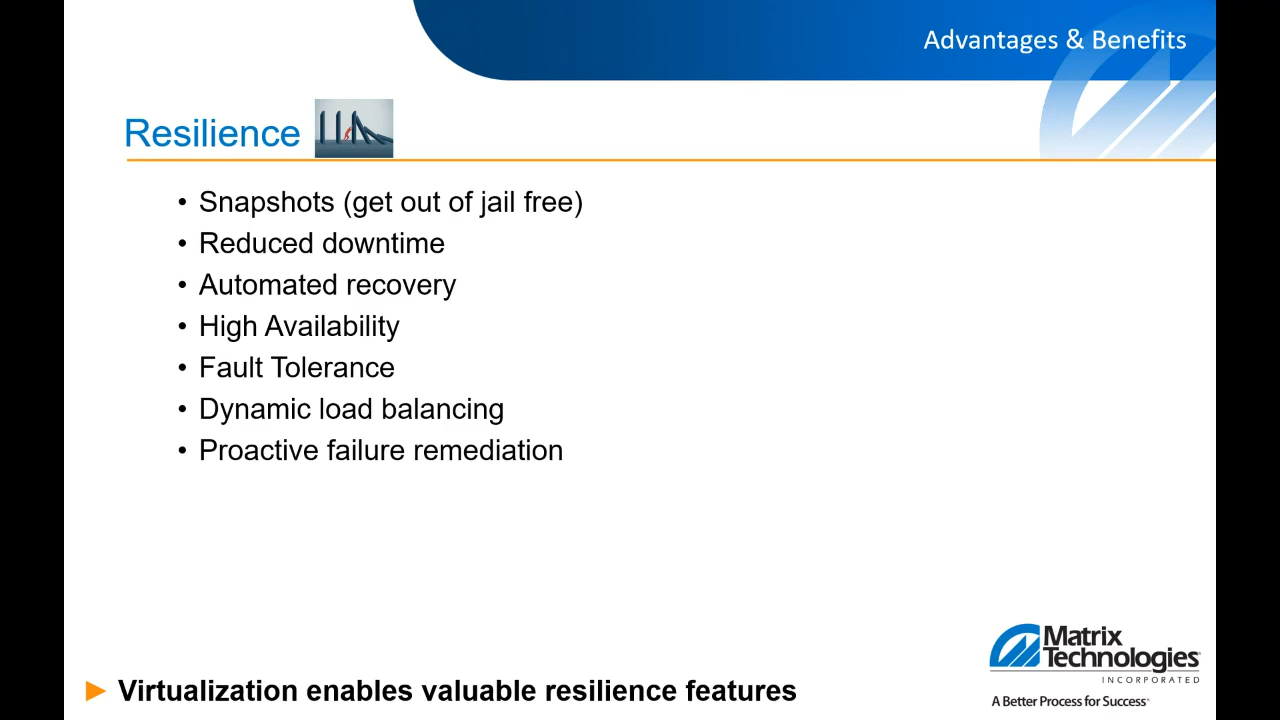 Advantages & Benefits
Resilience
• Snapshots (get out of jail free)
• Reduced downtime
• Automated recovery
• High Availability
• Fault Tolerance
• Dynamic load balancing
• Proactive failure remediation
Matrix
Technologies
INCORPORATED
A Better Process for Success
► Virtualization enables valuable resilience features